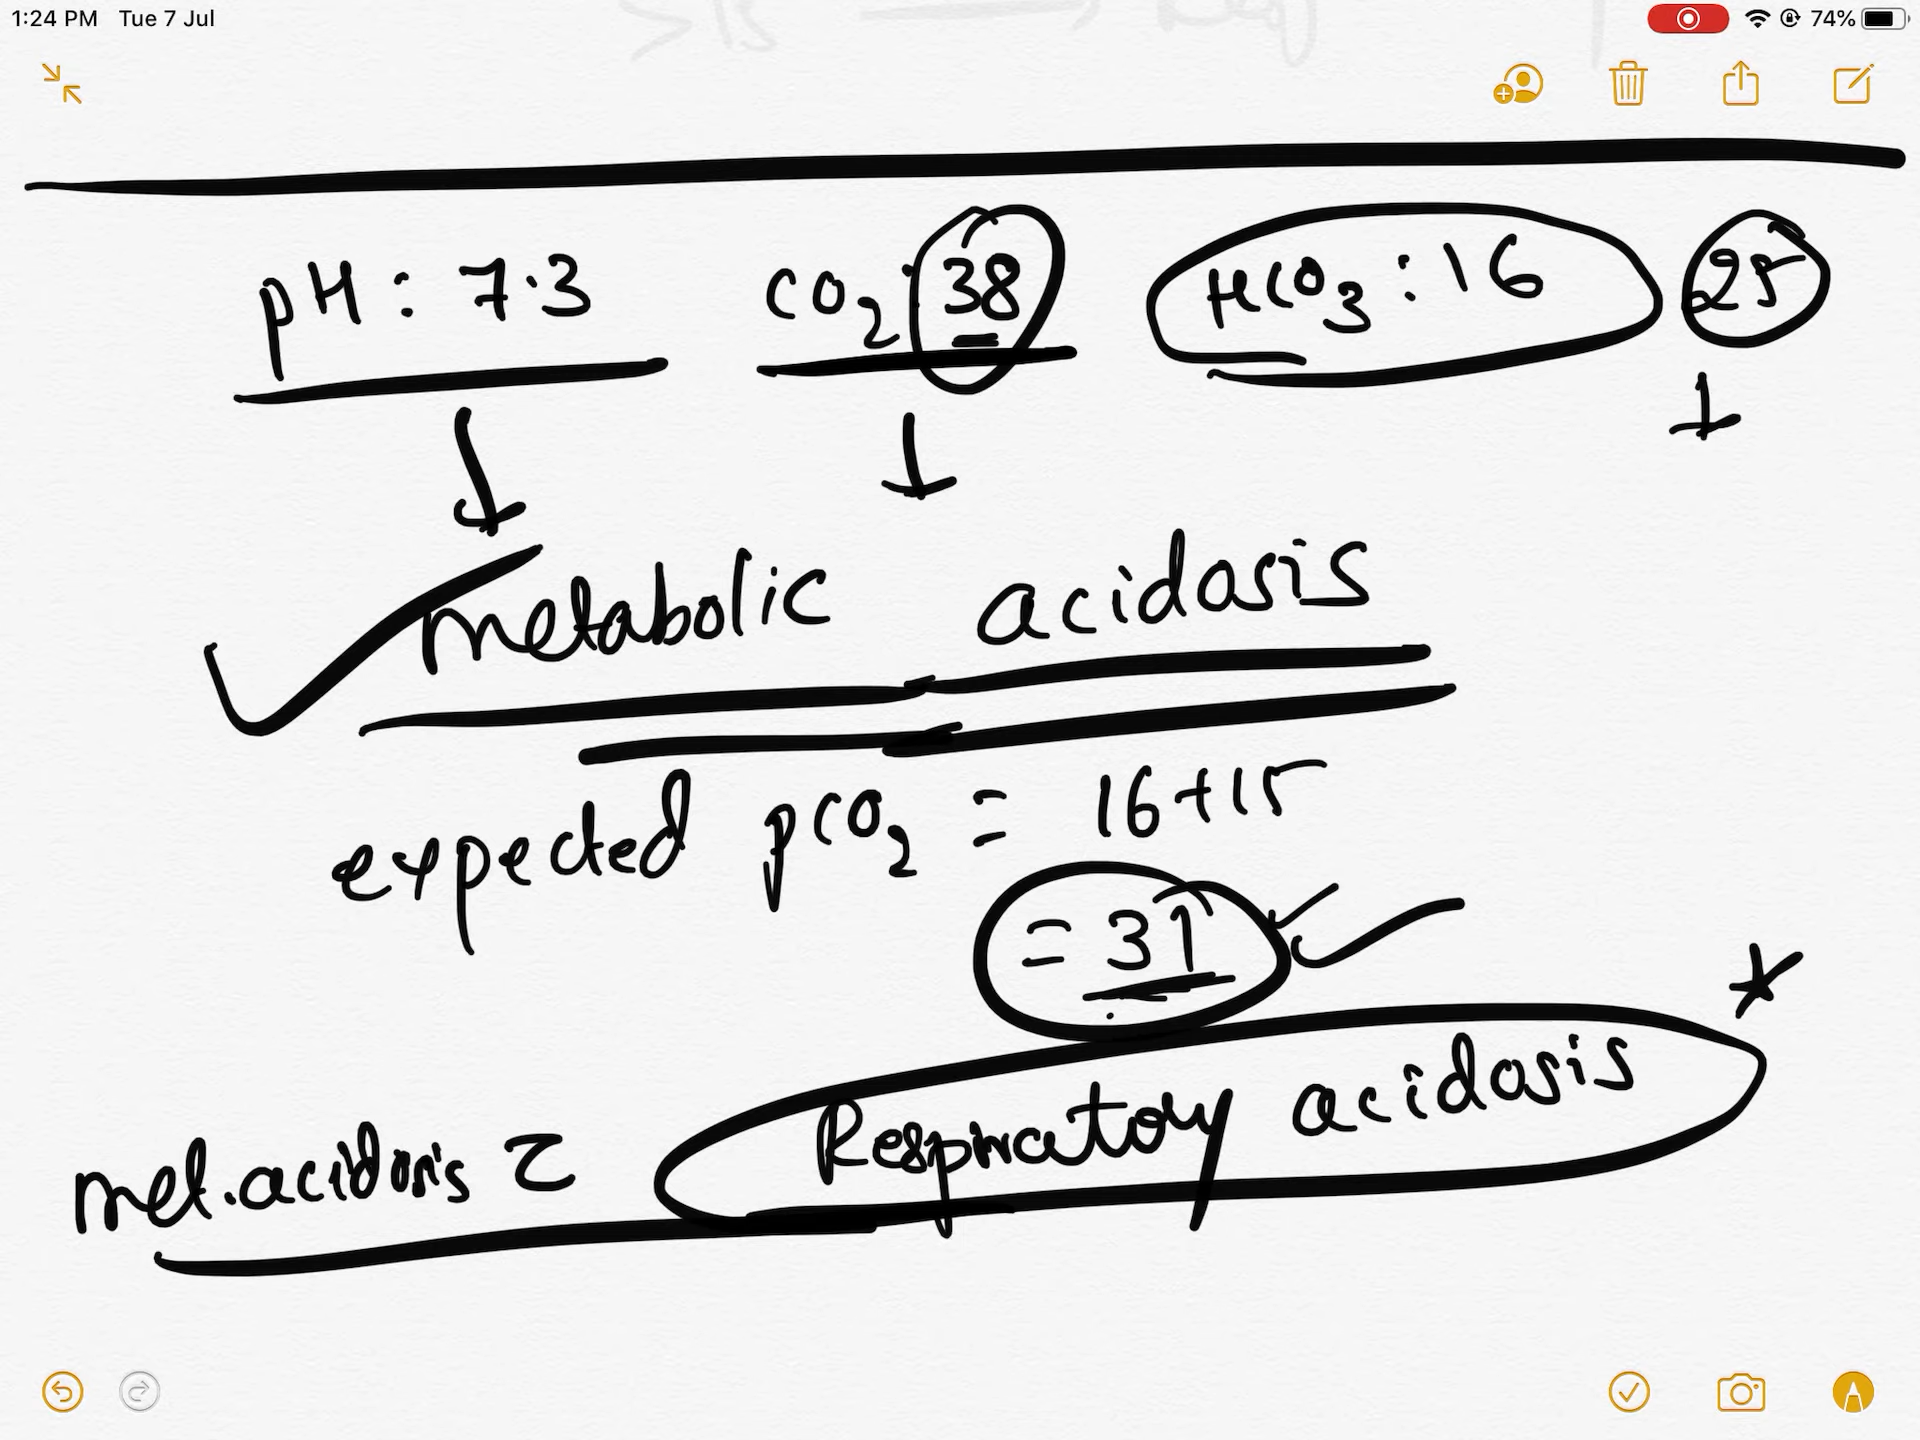 1:24 PM Tue 7 Jul 74%
pH : 7.3 CO2 : 38 HCO3 : 16 25
metabolic acidosis
expected pCO2 = 16+15
= 31
met. acidosis c Respiratory acidosis